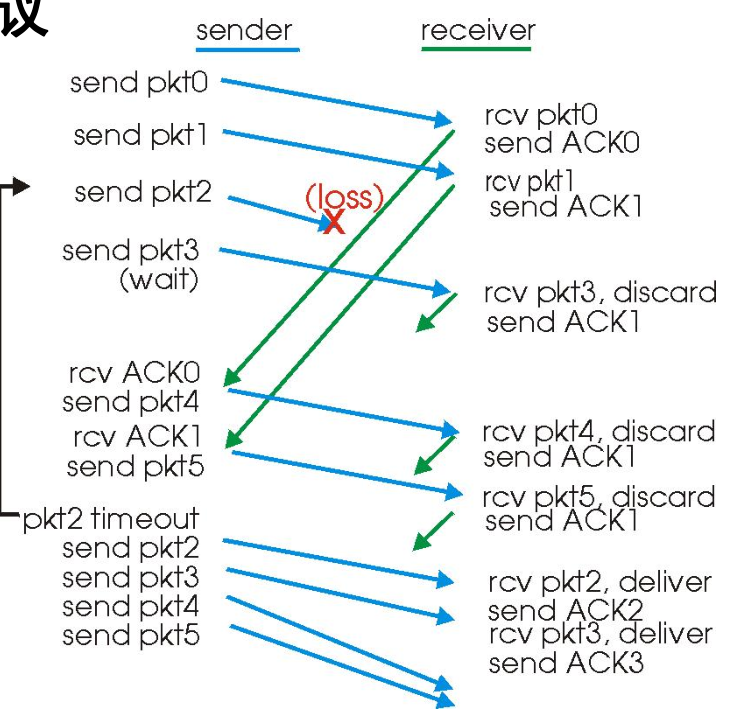 议
sender
receiver
send pkt0
rcv pkt0
send ACK0
send pkt1
rcv pkt1
send ACK1
send pkt2
(loss)
X
send pkt3
(wait)
rcv pkt3, discard
send ACK1
rcv ACK0
send pkt4
rcv pkt4, discard
send ACK1
rcv ACK1
send pkt5
rcv pkt5, discard
send ACK1
pkt2 timeout
send pkt2
send pkt3
send pkt4
send pkt5
rcv pkt2, deliver
send ACK2
rcv pkt3, deliver
send ACK3